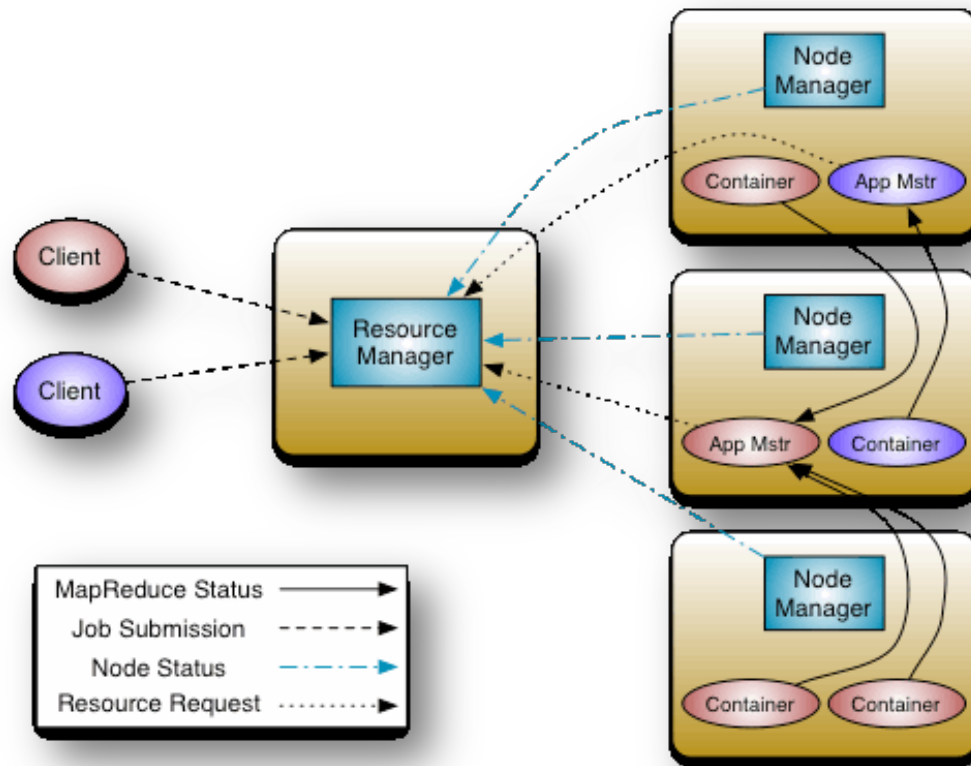 Node
Manager
Container
App Mstr
Client
Client
Resource
Manager
Node
Manager
App Mstr
Container
Node
Manager
Container
Container
MapReduce Status
Job Submission
Node Status
Resource Request